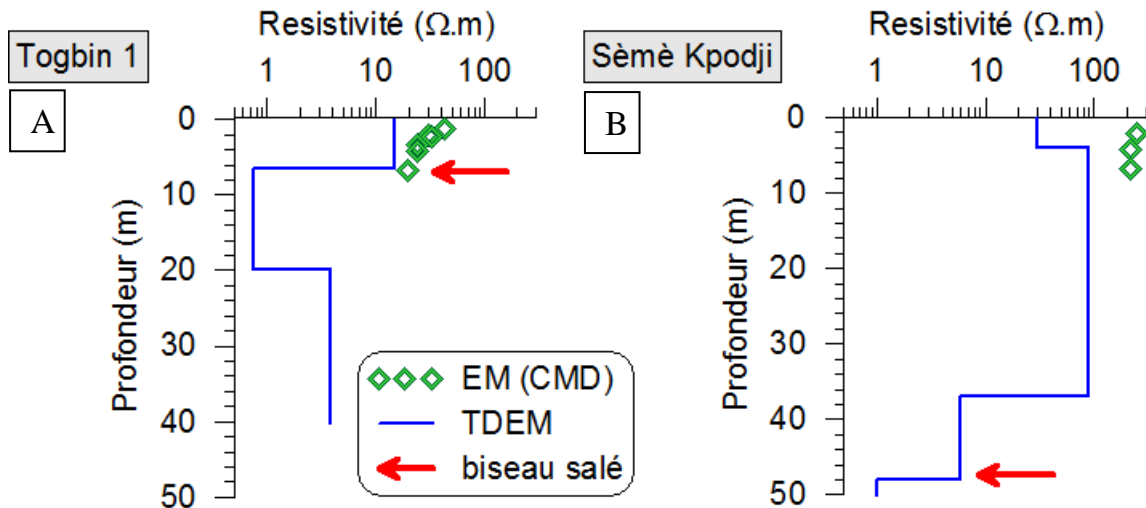 Resistivité (Ω.m)
Togbin 1
1 10 100
A
Profondeur (m)
0
10
20
30
40
50
EM (CMD)
TDEM
biseau salé
Resistivité (Ω.m)
Sèmè Kpodji
1 10 100
B
Profondeur (m)
0
10
20
30
40
50